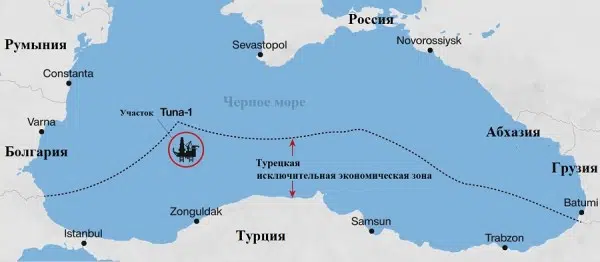 Россия
Румыния
Sevastopol
Novorossiysk
Constanta
Черное море
Участок
Tuna-1
Varna
Абхазия
Болгария
Турецкая
исключительная экономическая зона
Грузия
Batumi
Zonguldak
Istanbul
Турция
Samsun
Trabzon